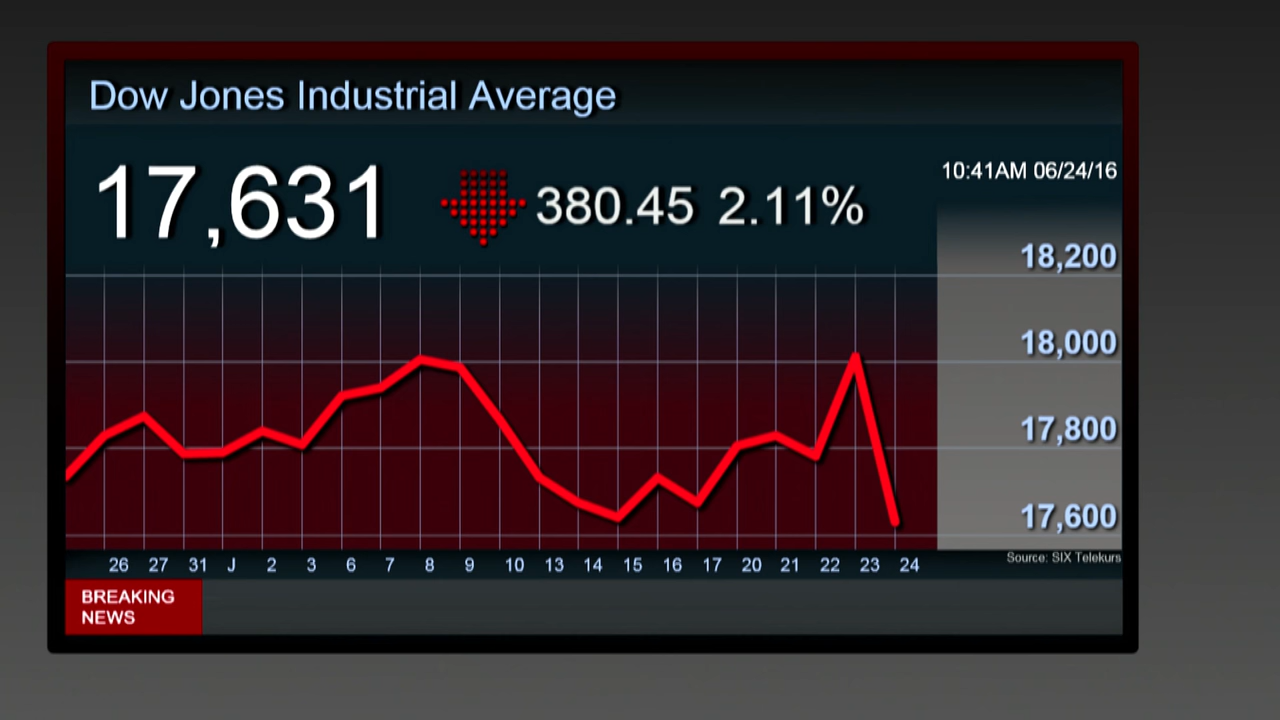 Dow Jones Industrial Average
17,631 380.45 2.11%
10:41AM 06/24/16
18,200
18,000
17,800
17,600
26 27 31 J 2 3 6 7 8 9 10 13 14 15 16 17 20 21 22 23 24
Source: SIX Telekurs
BREAKING
NEWS